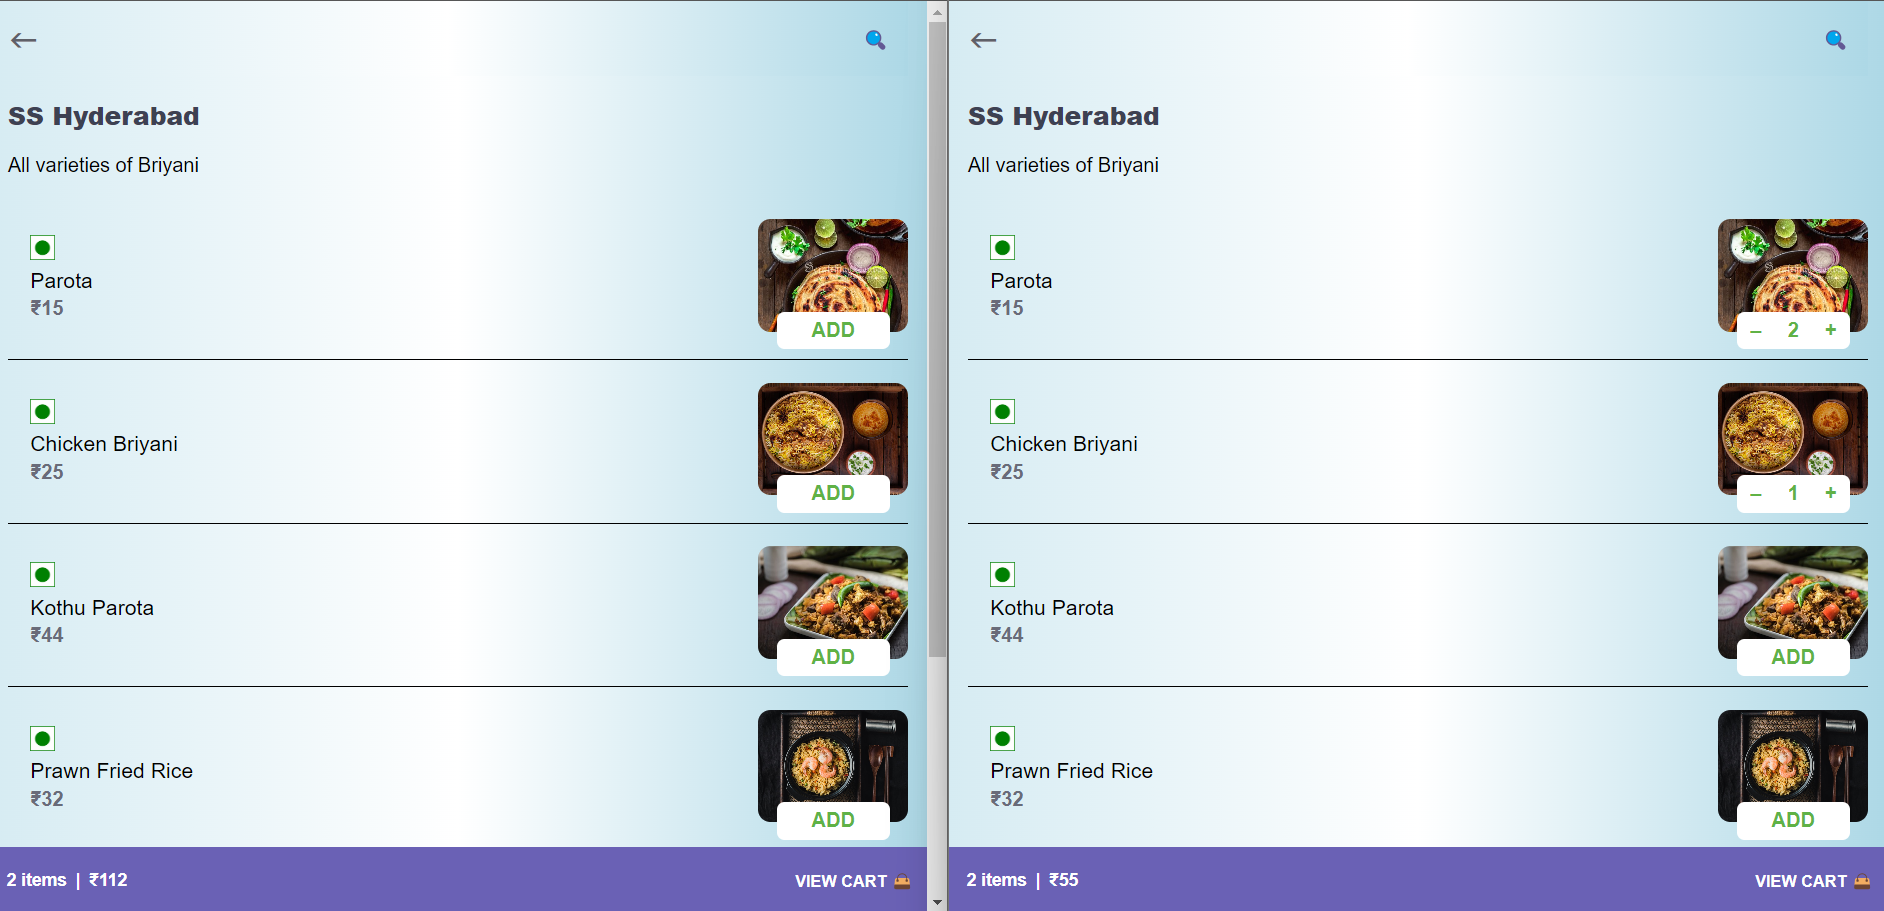 SS Hyderabad
All varieties of Briyani
Parota
₹15
ADD
Chicken Briyani
₹25
ADD
Kothu Parota
₹44
ADD
Prawn Fried Rice
₹32
ADD
2 items | ₹112
VIEW CART
SS Hyderabad
All varieties of Briyani
Parota
₹15
– 2 +
Chicken Briyani
₹25
– 1 +
Kothu Parota
₹44
ADD
Prawn Fried Rice
₹32
ADD
2 items | ₹55
VIEW CART